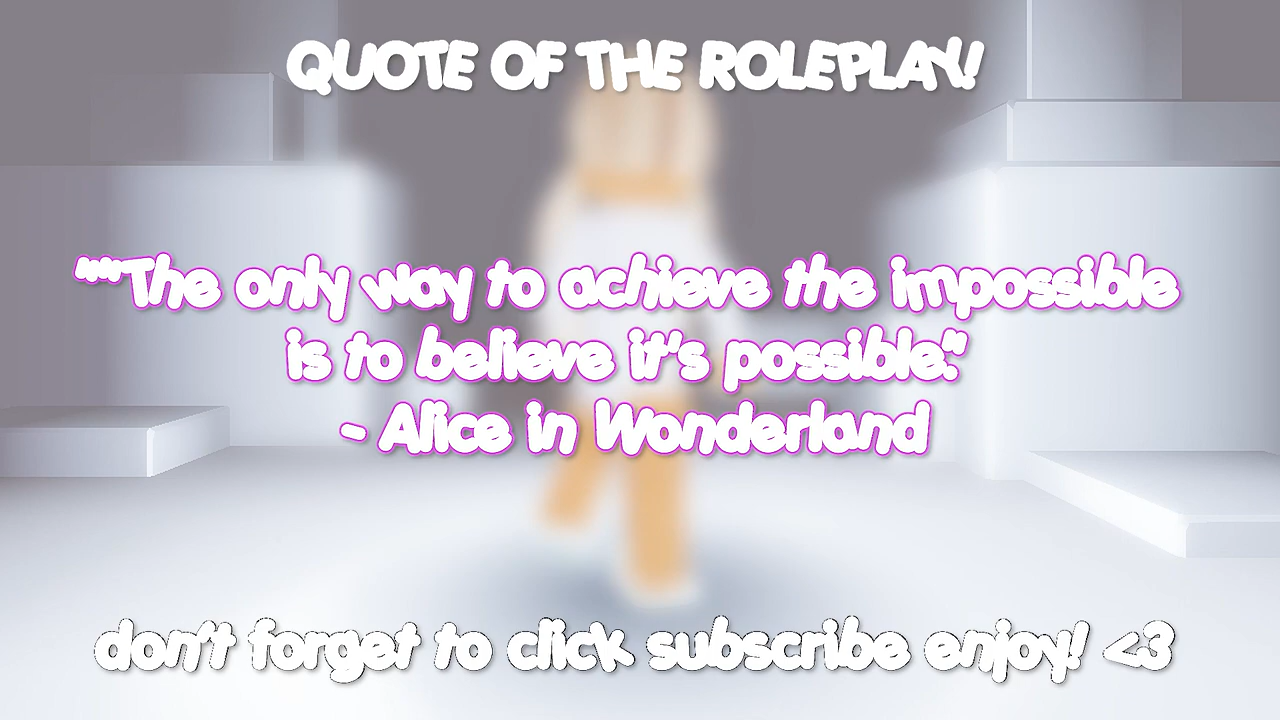 QUOTE OF THE ROLEPLAY!
""The only way to achieve the impossible
is to believe it's possible."
- Alice in Wonderland
don't forget to click subscribe enjoy! <3